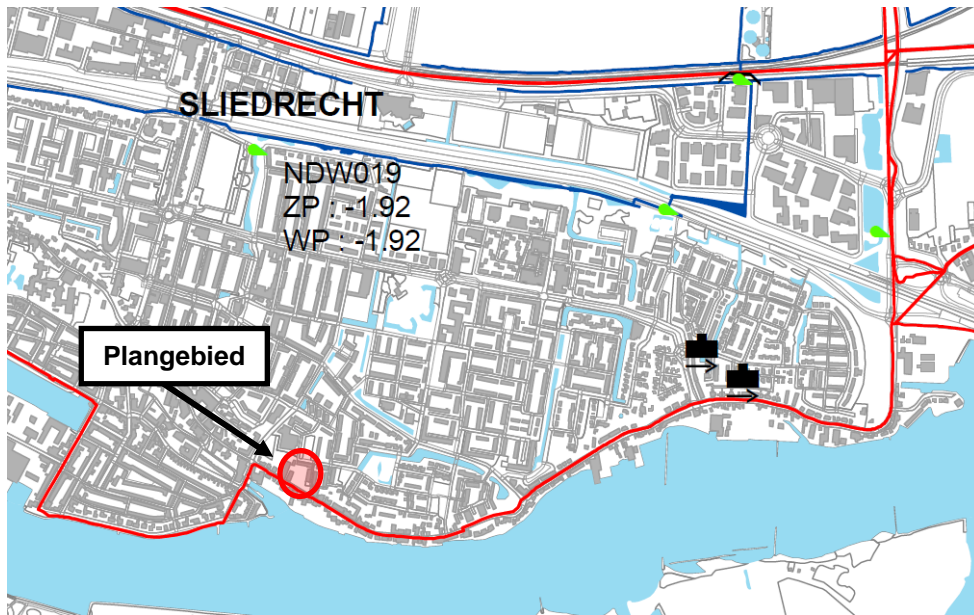 SLIEDRECHT
NDW019
ZP : -1.92
WP : -1.92
Plangebied